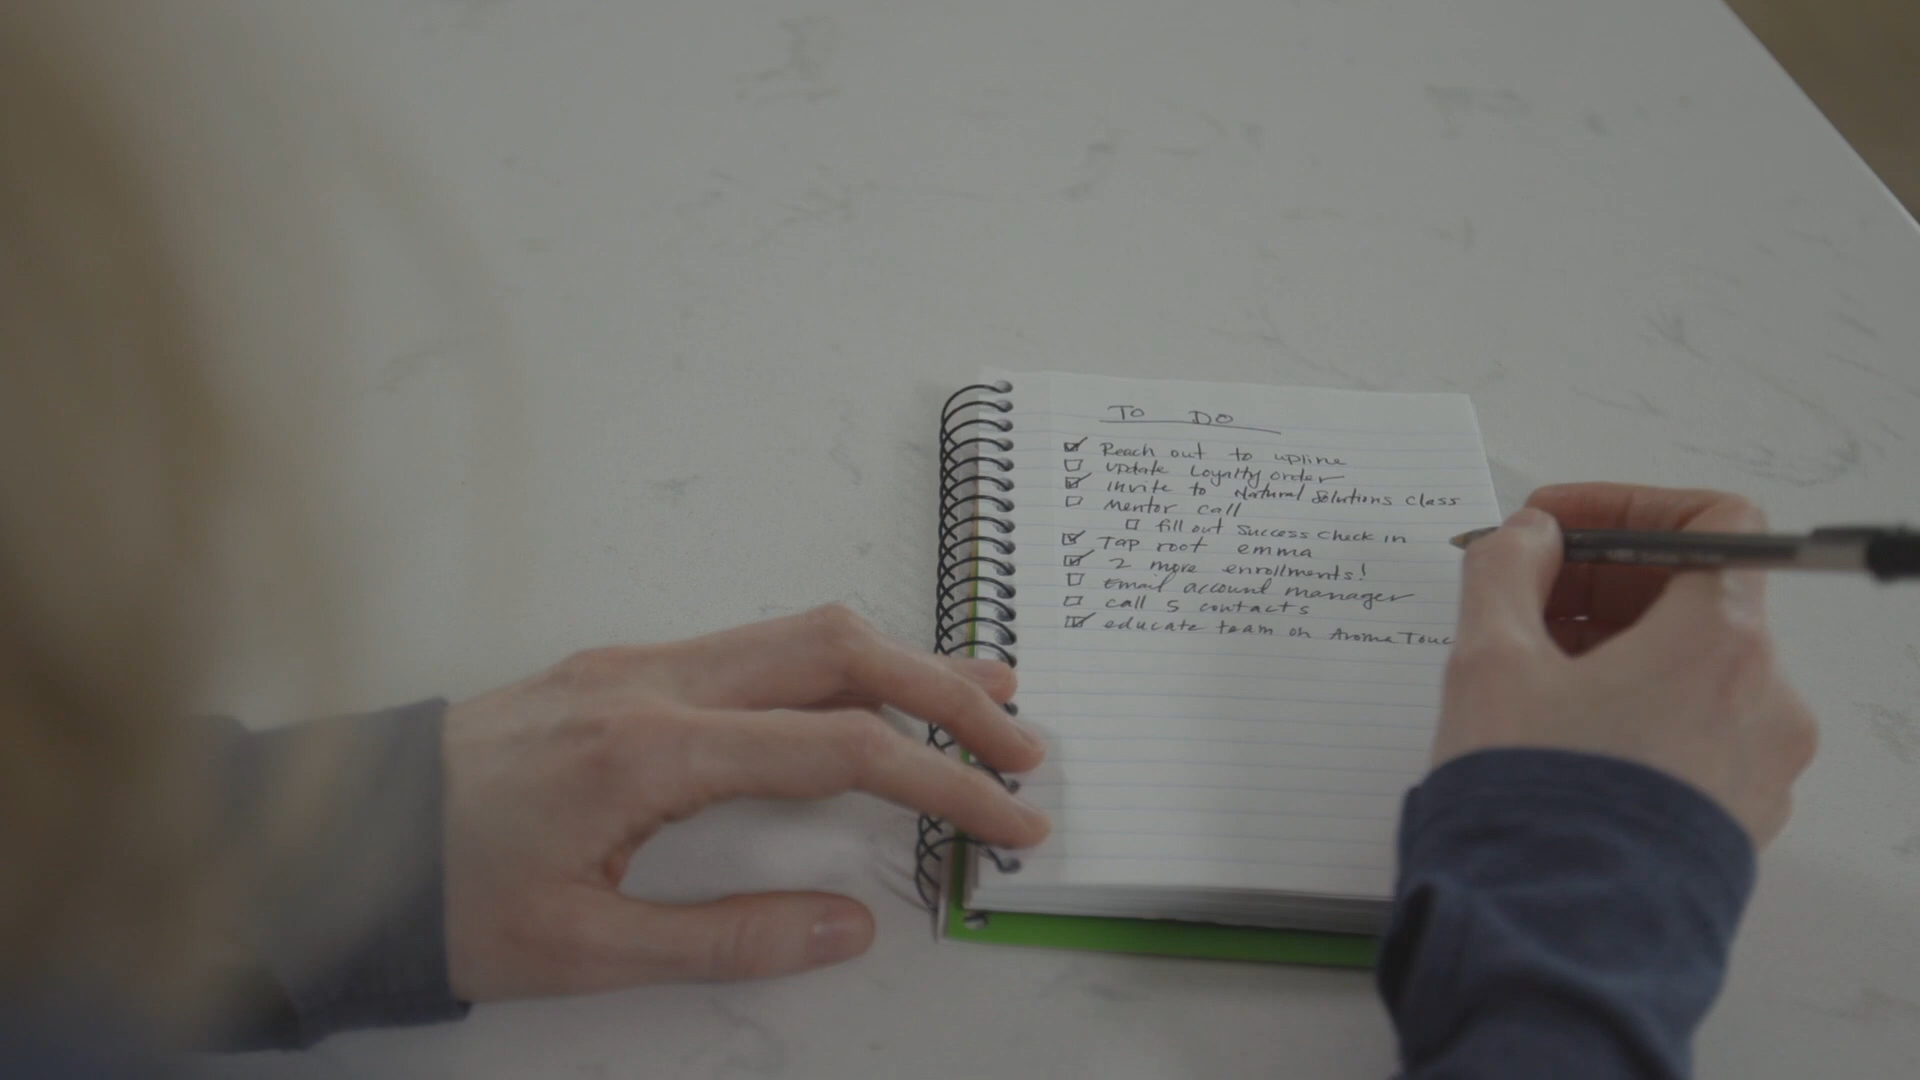 TO DO
Reach out to upline
update Loyalty order
invite to Natural Solutions class
mentor call
fill out success check in
Tap root emma
2 more enrollments!
Email account manager
call 5 contacts
educate team on AromaTouc